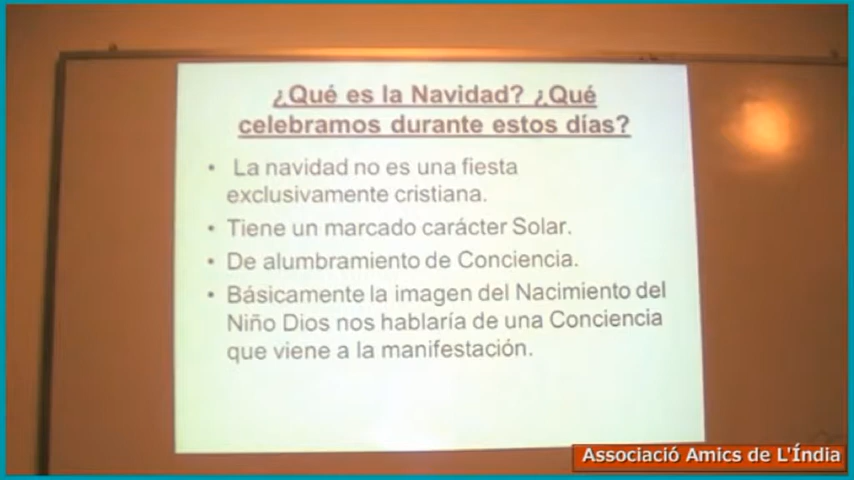 ¿Qué es la Navidad? ¿Qué
celebramos durante estos días?
• La navidad no es una fiesta
exclusivamente cristiana.
• Tiene un marcado carácter Solar.
• De alumbramiento de Conciencia.
• Básicamente la imagen del Nacimiento del
Niño Dios nos hablaría de una Conciencia
que viene a la manifestación.
Associació Amics de L'Índia